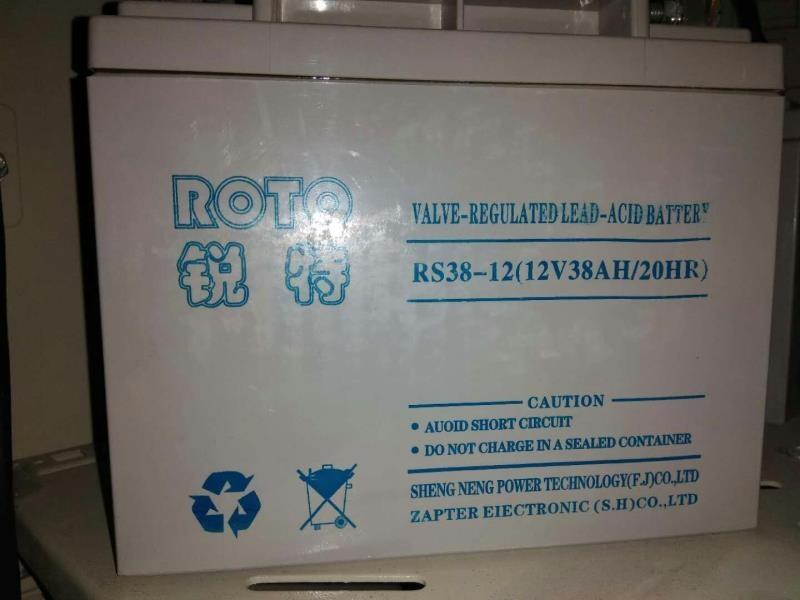 ROTO
锐特
VALVE-REGULATED LEAD-ACID BATTERY
RS38-12(12V38AH/20HR)
CAUTION
• AUOID SHORT CIRCUIT
• DO NOT CHARGE IN A SEALED CONTAINER
SHENG NENG POWER TECHNOLOGY(F.J)CO.,LTD
ZAPTER EIECTRONIC (S.H)CO.,LTD